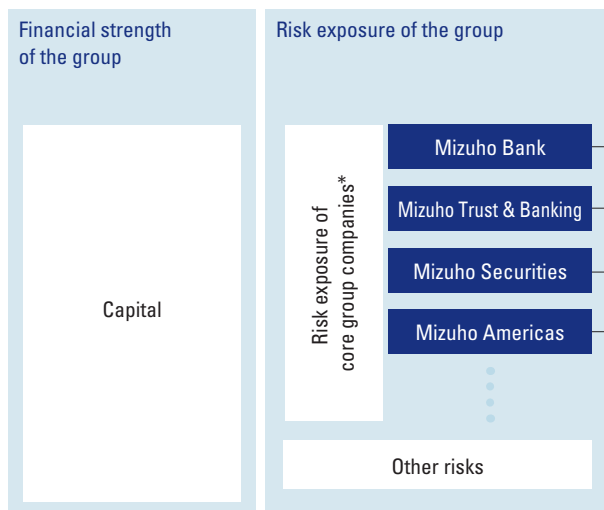 Financial strength
of the group
Capital
Risk exposure of the group
Risk exposure of
core group companies*
Mizuho Bank
Mizuho Trust & Banking
Mizuho Securities
Mizuho Americas
Other risks